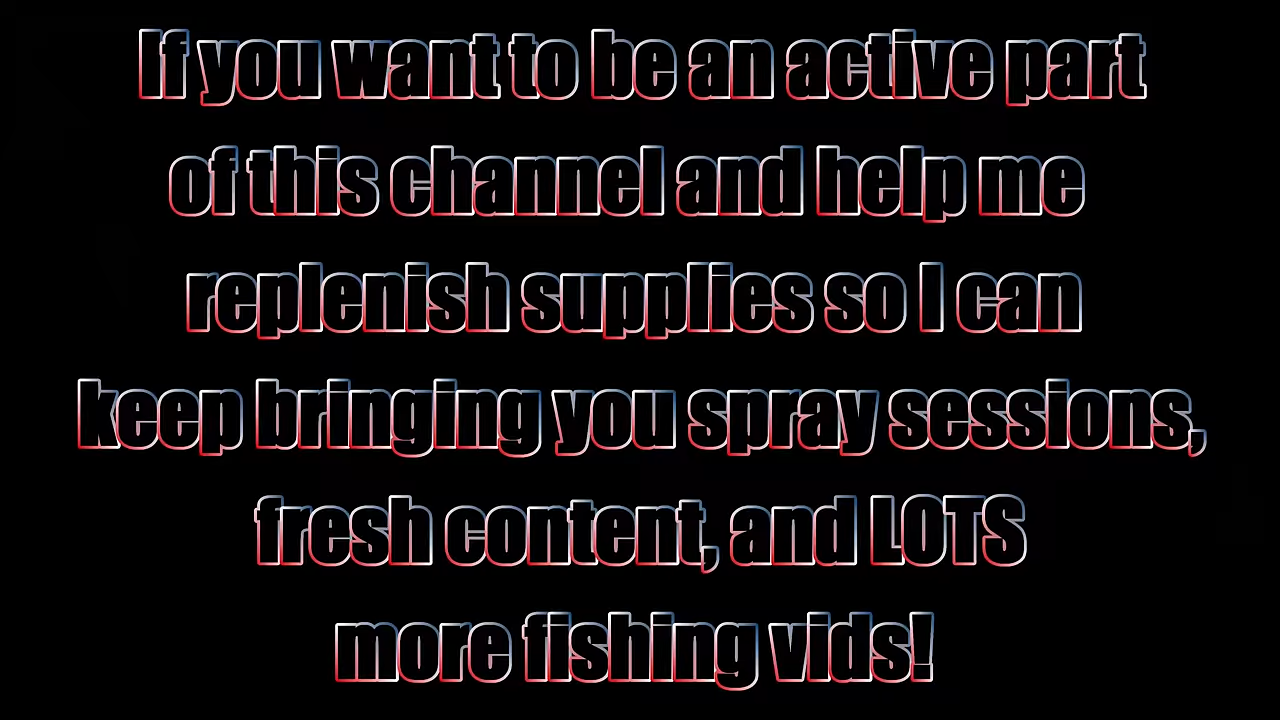 If you want to be an active part
of this channel and help me
replenish supplies so I can
keep bringing you spray sessions,
fresh content, and LOTS
more fishing vids!